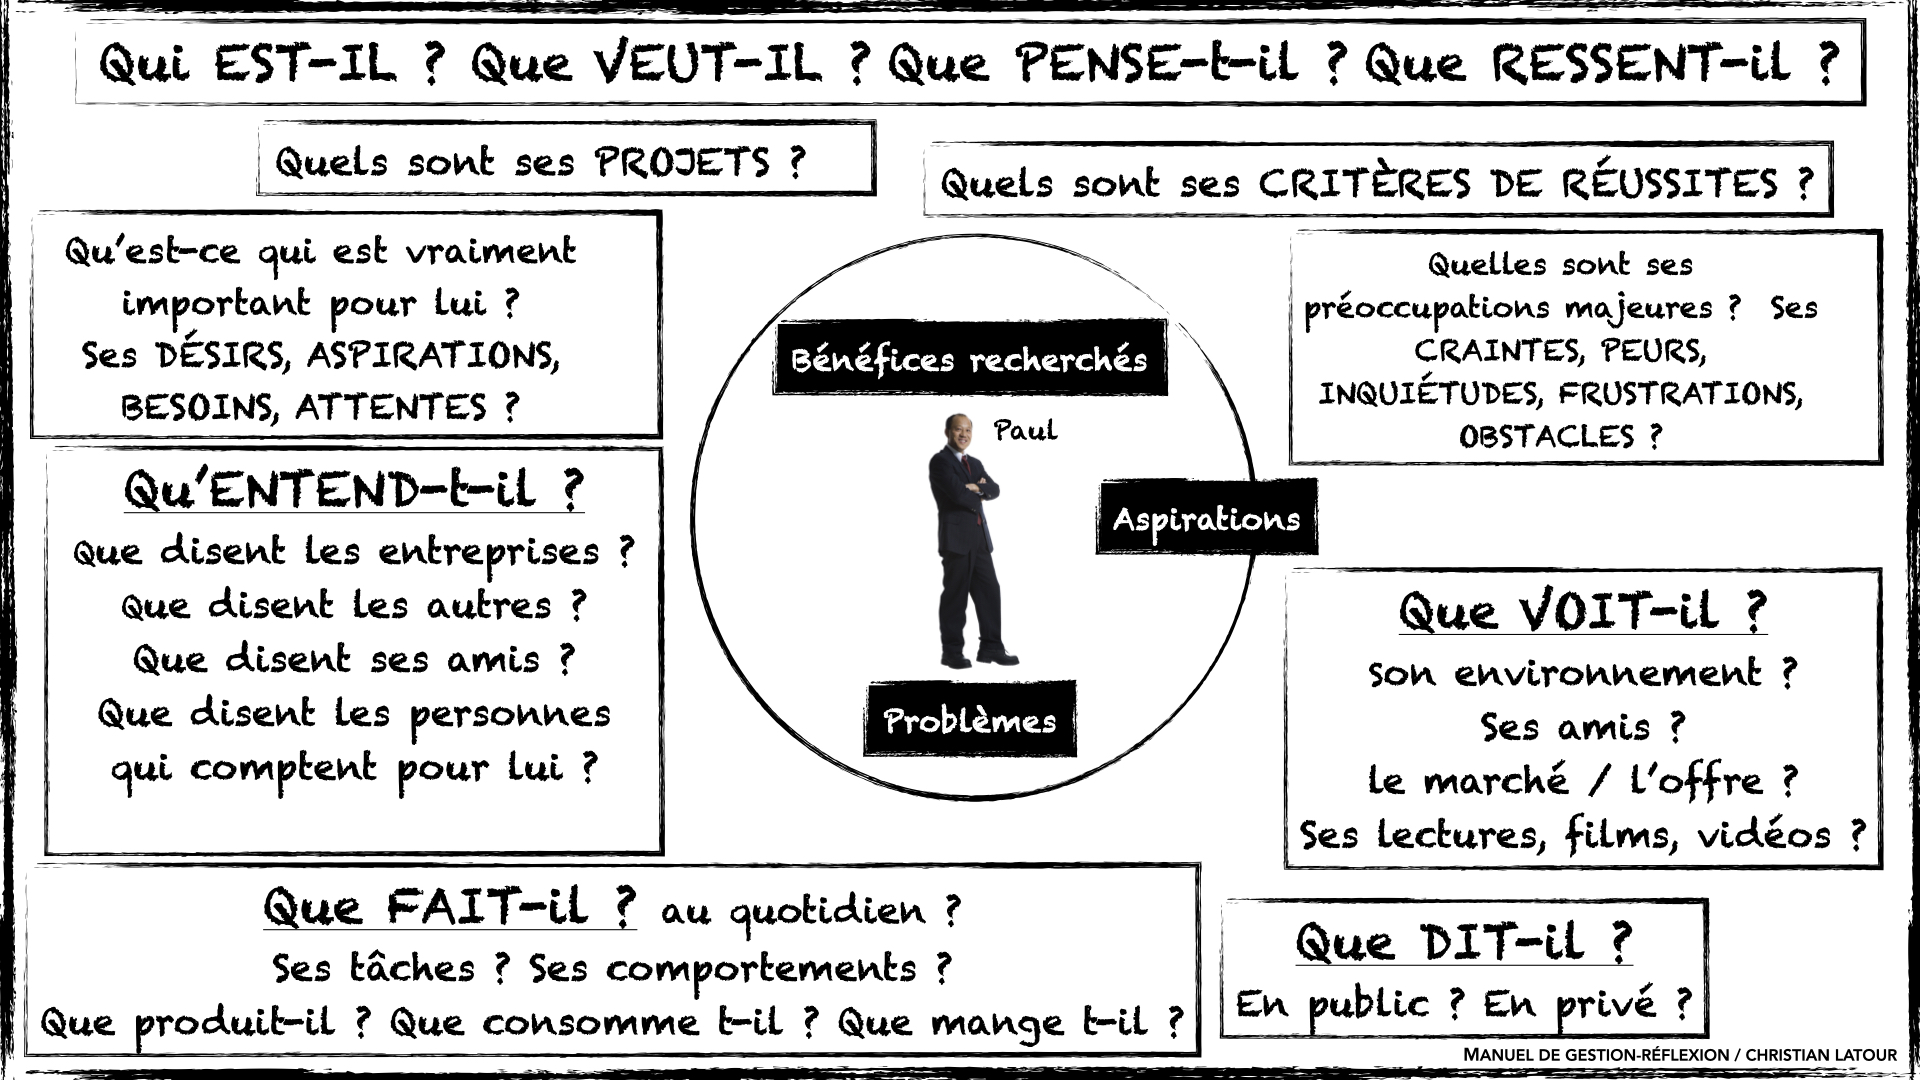 Qui EST-IL ? Que VEUT-IL ? Que PENSE-t-il ? Que RESSENT-il ?
Quels sont ses PROJETS ?
Quels sont ses CRITÈRES DE RÉUSSITES ?
Qu'est-ce qui est vraiment
important pour lui ?
Ses DÉSIRS, ASPIRATIONS,
BESOINS, ATTENTES ?
Quelles sont ses
préoccupations majeures ? Ses
CRAINTES, PEURS,
INQUIÉTUDES, FRUSTRATIONS,
OBSTACLES ?
Bénéfices recherchés
Paul
Aspirations
Problèmes
Qu'ENTEND-t-il ?
Que disent les entreprises ?
Que disent les autres ?
Que disent ses amis ?
Que disent les personnes
qui comptent pour lui ?
Que VOIT-il ?
son environnement ?
Ses amis ?
le marché / l'offre ?
Ses lectures, films, vidéos ?
Que FAIT-il ? au quotidien ?
Ses tâches ? Ses comportements ?
Que produit-il ? Que consomme t-il ? Que mange t-il ?
Que DIT-il ?
En public ? En privé ?
MANUEL DE GESTION-RÉFLEXION / CHRISTIAN LATOUR